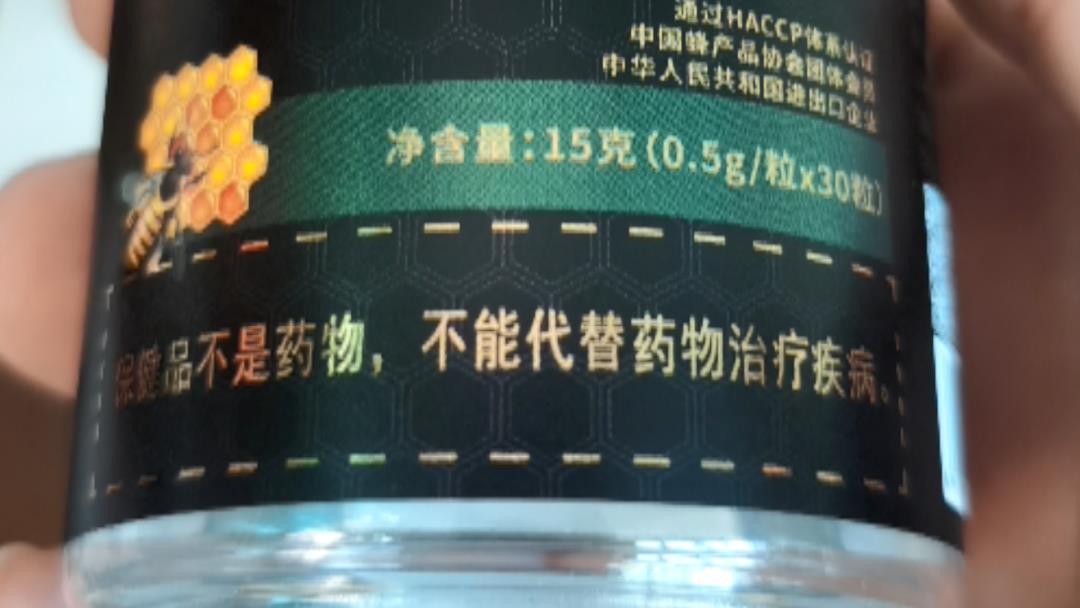 通过HACCP体系认证
中国蜂产品协会团体会员
中华人民共和国进出口企业
净含量:15克(0.5g/粒x30粒)
保健品不是药物，不能代替药物治疗疾病。